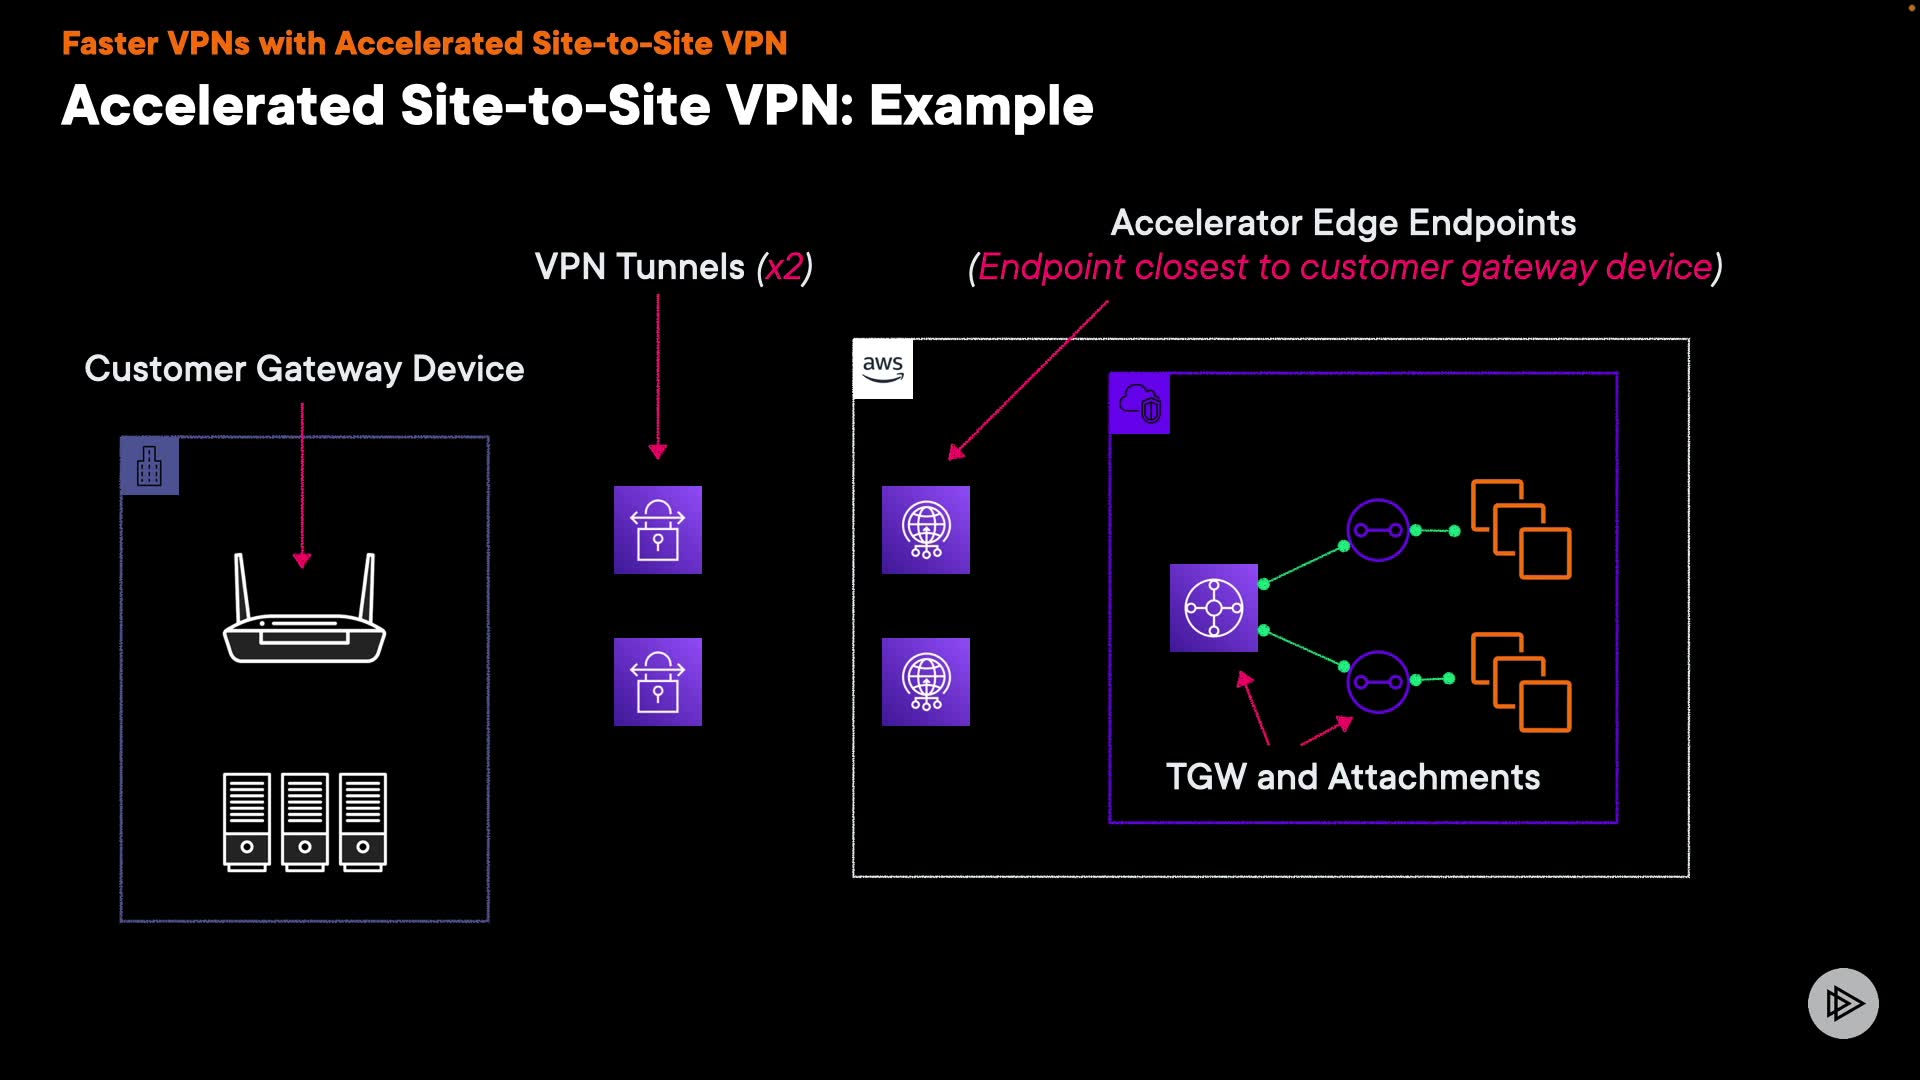 Faster VPNs with Accelerated Site-to-Site VPN
Accelerated Site-to-Site VPN: Example
Accelerator Edge Endpoints
(Endpoint closest to customer gateway device)
VPN Tunnels (x2)
Customer Gateway Device
aws
TGW and Attachments